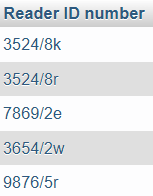 Reader ID number
3524/8k
3524/8r
7869/2e
3654/2w
9876/5r